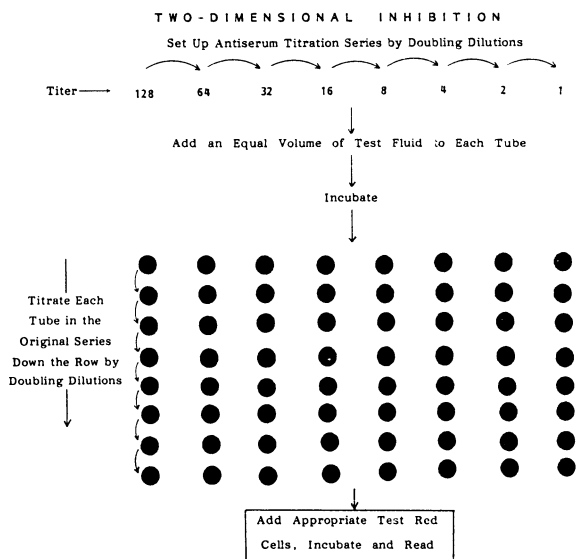 TWO-DIMENSIONAL INHIBITION
Set Up Antiserum Titration Series by Doubling Dilutions
Titer
128 64 32 16 8 4 2 1
Add an Equal Volume of Test Fluid to Each Tube
Incubate
Titrate Each
Tube in the
Original Series
Down the Row by
Doubling Dilutions
Add Appropriate Test Red
Cells, Incubate and Read